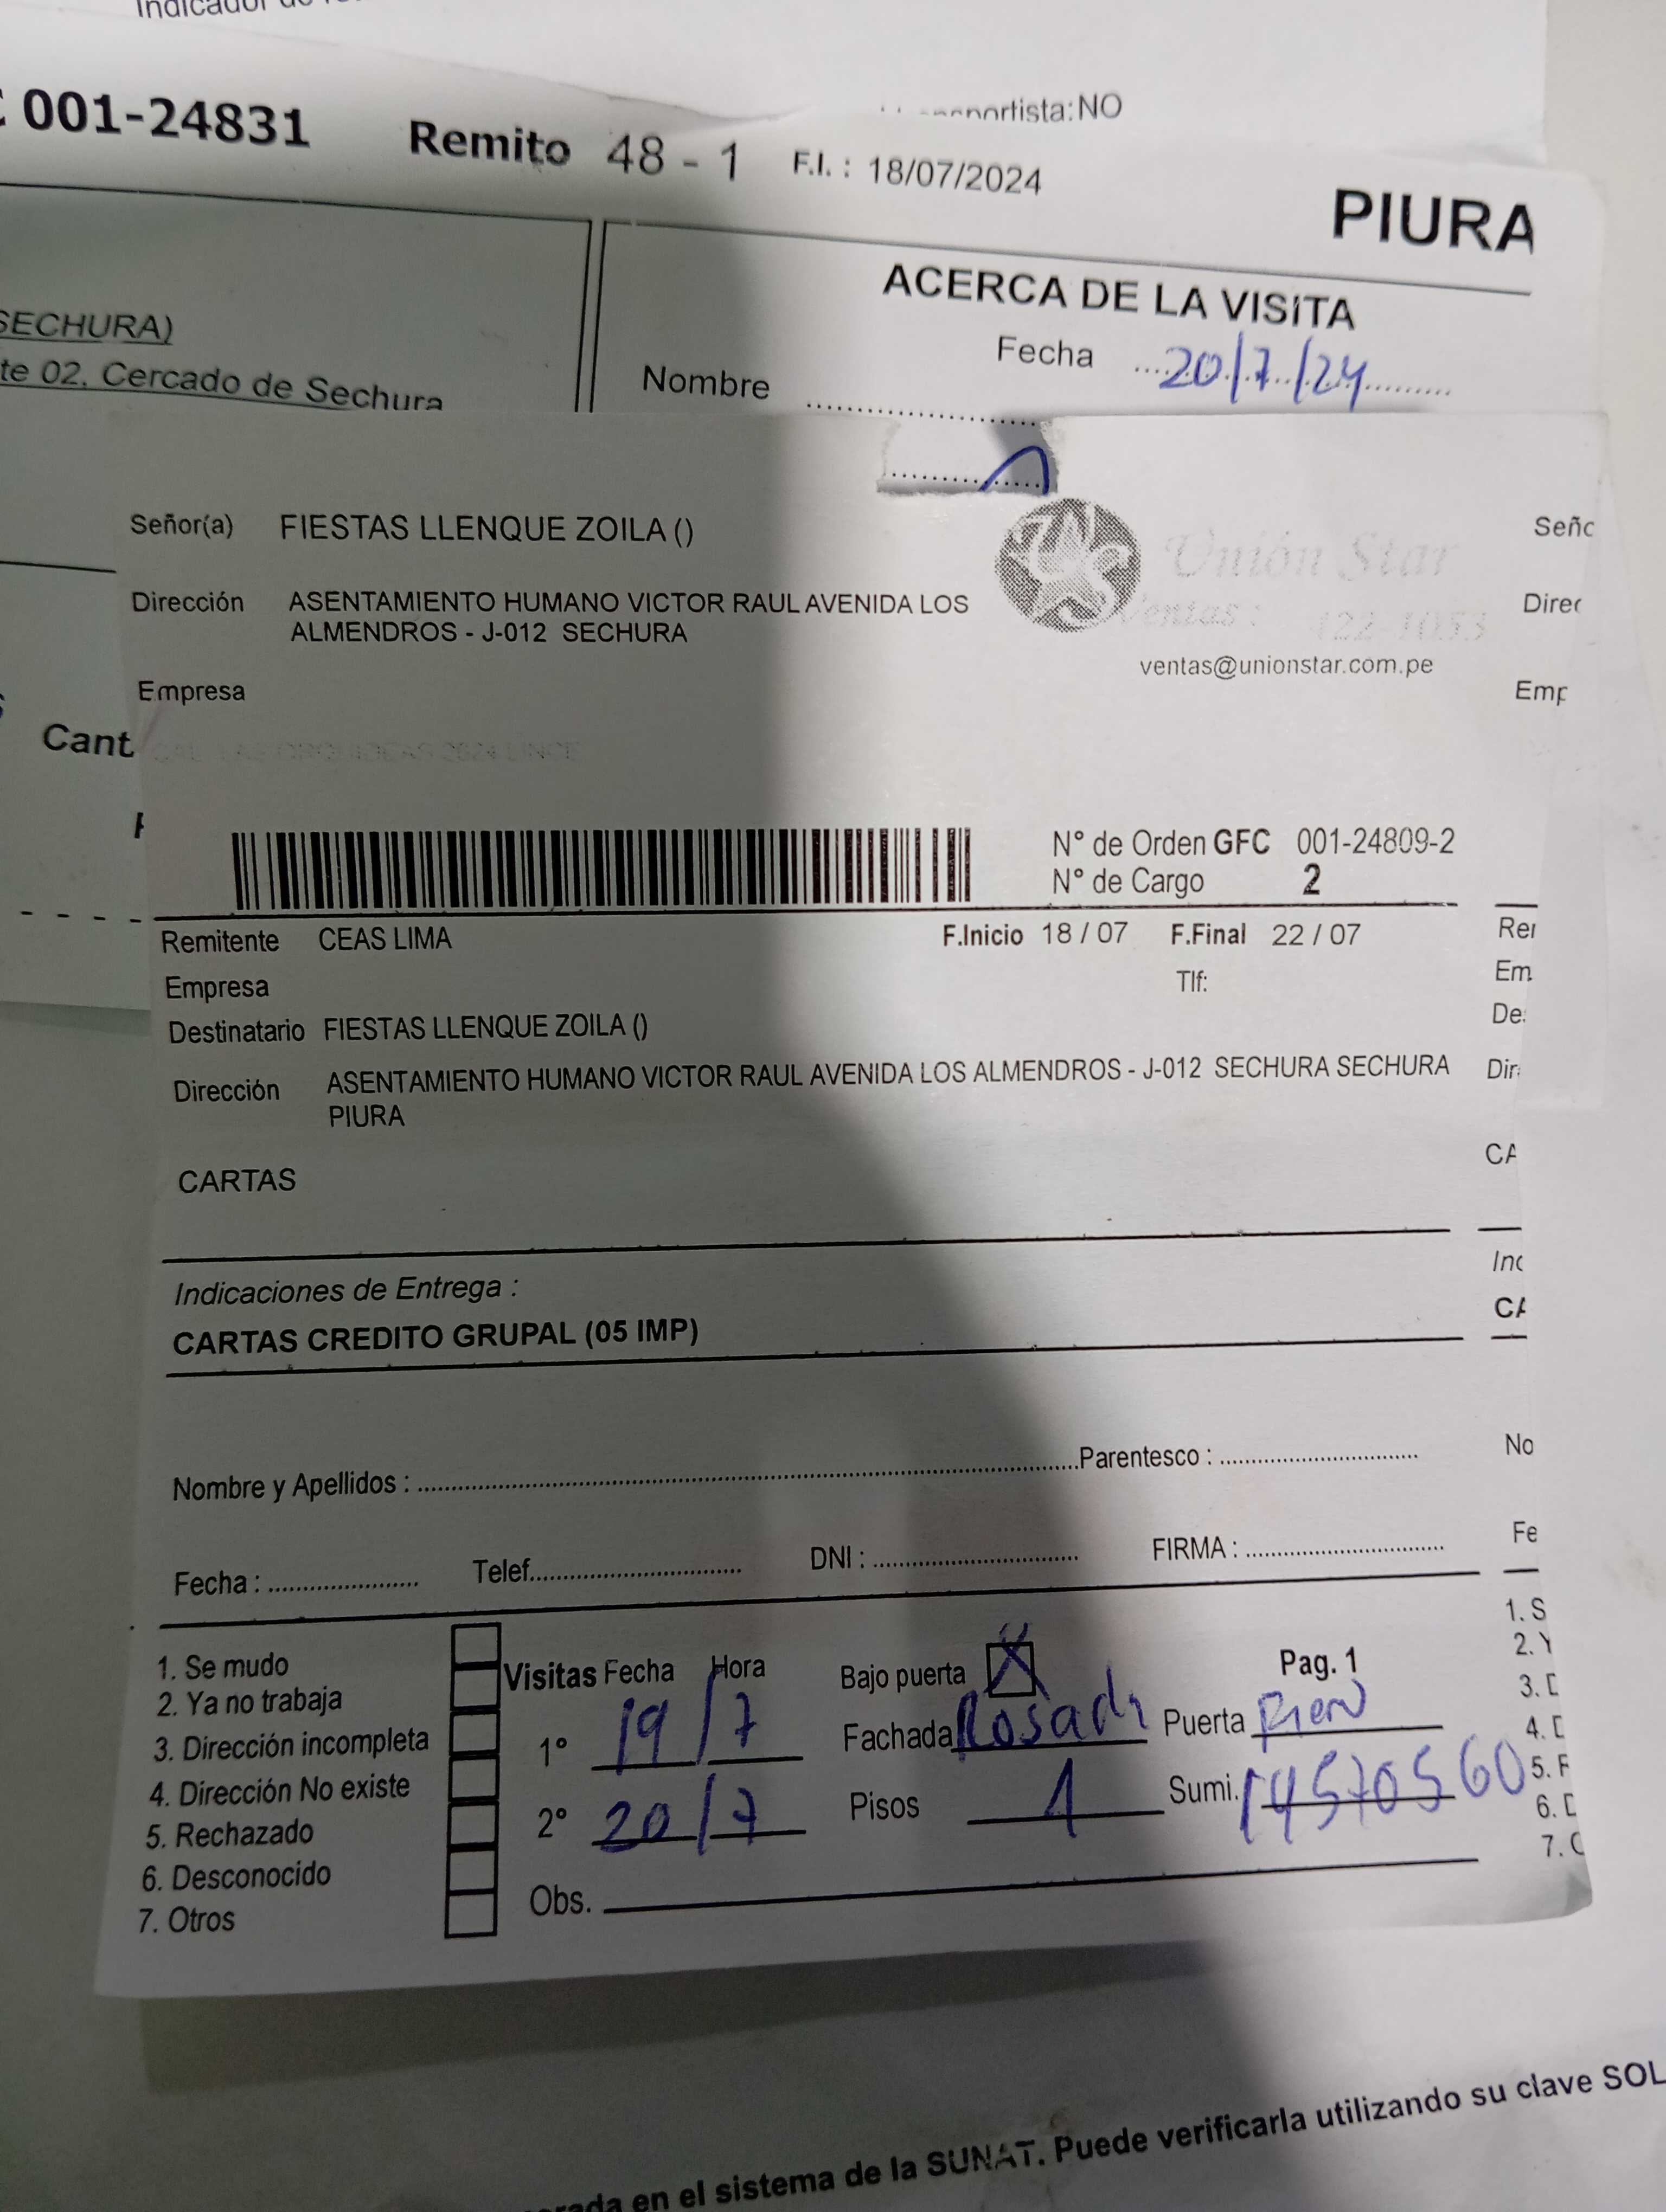 001-24831 Remito 48 - 1 F.I. : 18/07/2024
NO
PIURA
SECHURA)
02. Cercado de Sechura
ACERCA DE LA VISITA
Fecha 20/7/24
Nombre
Señor(a) FIESTAS LLENQUE ZOILA ()
Dirección ASENTAMIENTO HUMANO VICTOR RAUL AVENIDA LOS
ALMENDROS - J-012 SECHURA
Empresa
Unión Star
Ventas :
ventas@unionstar.com.pe
Cant
N° de Orden GFC 001-24809-2
N° de Cargo 2
Remitente CEAS LIMA F.Inicio 18 / 07 F.Final 22 / 07
Empresa Tlf:
Destinatario FIESTAS LLENQUE ZOILA ()
Dirección ASENTAMIENTO HUMANO VICTOR RAUL AVENIDA LOS ALMENDROS - J-012 SECHURA SECHURA
PIURA
CARTAS
Indicaciones de Entrega :
CARTAS CREDITO GRUPAL (05 IMP)
Nombre y Apellidos : Parentesco :
Fecha : Telef. DNI : FIRMA :
1. Se mudo
2. Ya no trabaja
3. Dirección incompleta
4. Dirección No existe
5. Rechazado
6. Desconocido
7. Otros
Visitas Fecha Hora
1° 19/7
2° 20/7
Obs.
Bajo puerta X Pag. 1
Fachada Puerta
Pisos 1 Sumi. 14570560
en el sistema de la SUNAT. Puede verificarla utilizando su clave SOL